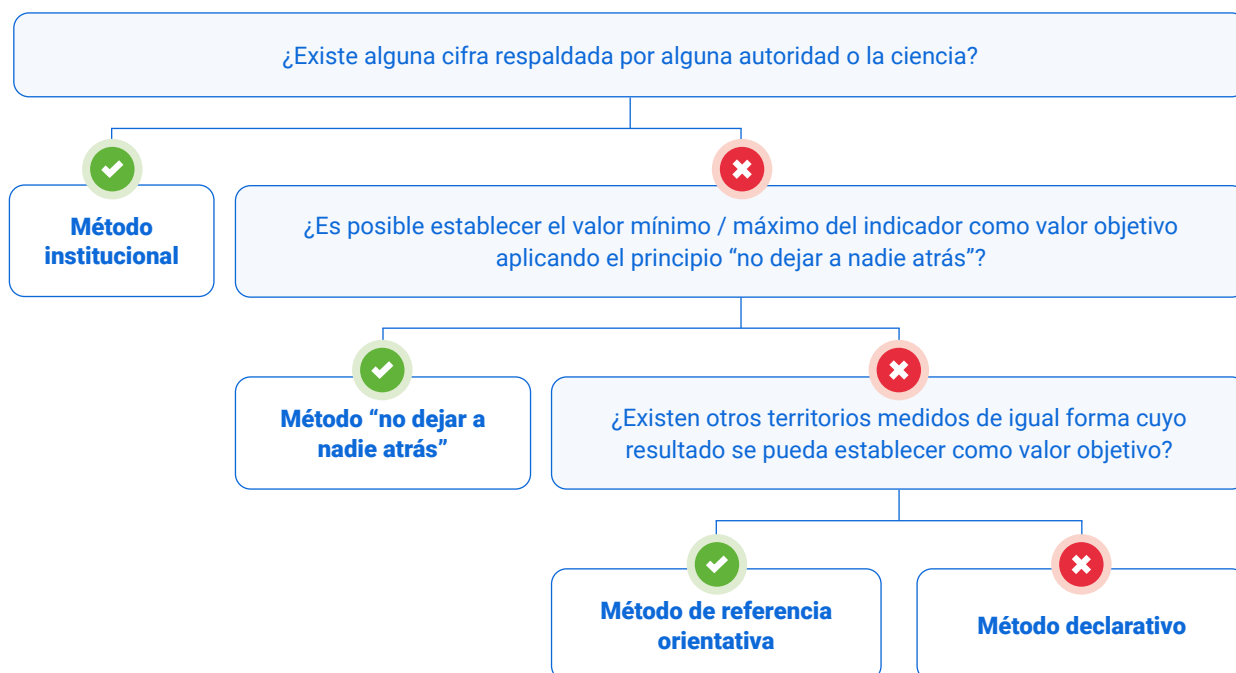 ¿Existe alguna cifra respaldada por alguna autoridad o la ciencia?
Método
institucional
¿Es posible establecer el valor mínimo / máximo del indicador como valor objetivo
aplicando el principio “no dejar a nadie atrás”?
Método “no dejar a
nadie atrás”
¿Existen otros territorios medidos de igual forma cuyo
resultado se pueda establecer como valor objetivo?
Método de referencia
orientativa
Método declarativo